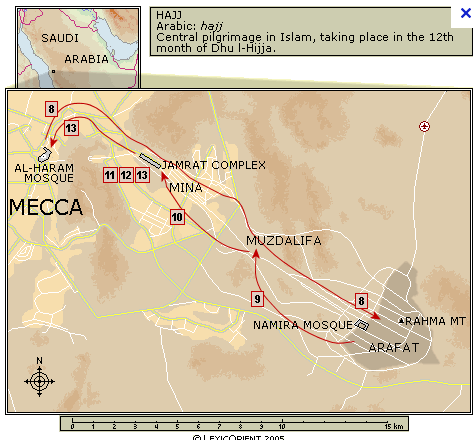 HAJJ
Arabic: hajj
Central pilgrimage in Islam, taking place in the 12th
month of Dhu l-Hijja.
SAUDI
ARABIA
8
13
AL-HARAM
MOSQUE
JAMRAT COMPLEX
11 12 13
MINA
MECCA
10
MUZDALIFA
9
8
NAMIRA MOSQUE
RAHMA MT
ARAFAT
N
0 1 2 3 4 5 6 7 8 9 10 15 km
© LEXICORIENT 2005